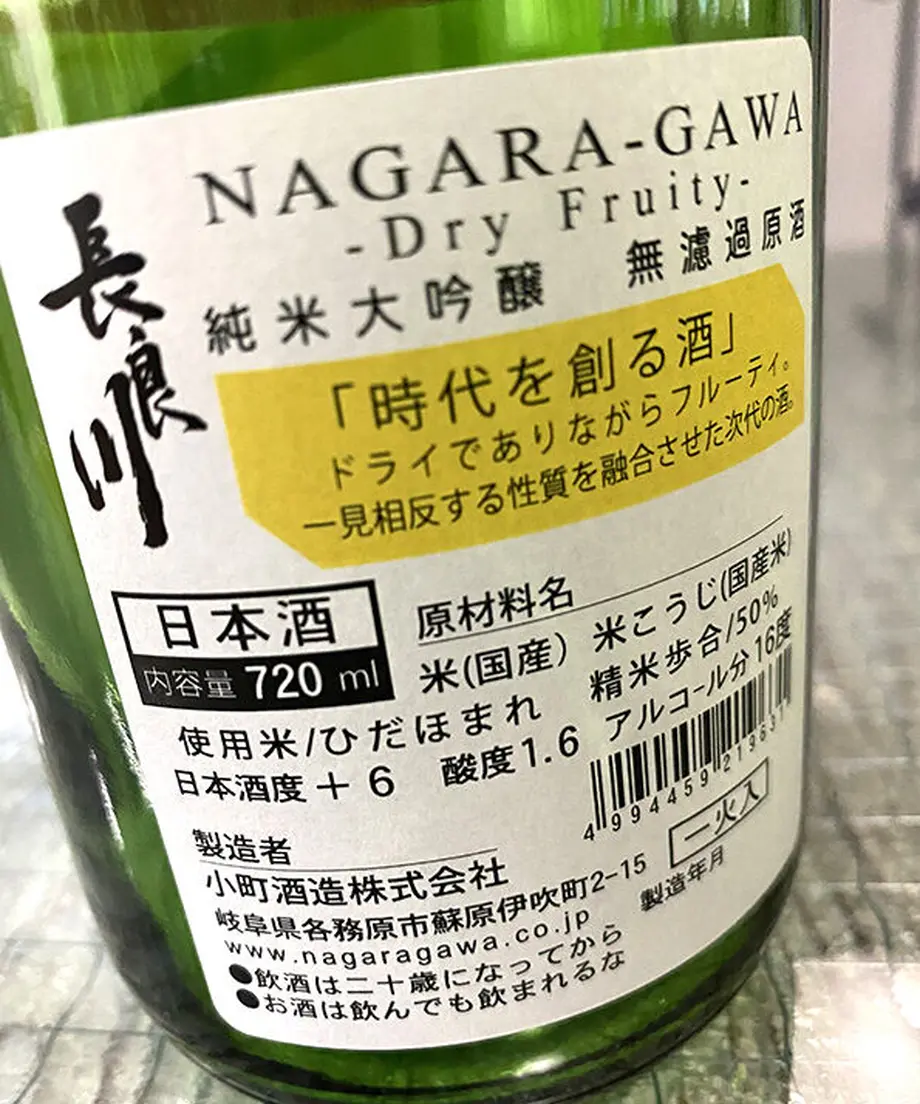 長良川
NAGARA-GAWA
-Dry Fruity-
純米大吟醸 無濾過原酒
「時代を創る酒」
ドライでありながらフルーティ。
一見相反する性質を融合させた次代の酒。
日本酒
内容量 720 ml
原材料名
米(国産) 米こうじ(国産米)
精米歩合/50%
使用米/ひだほまれ
アルコール分 16度
日本酒度+6 酸度1.6
製造者
小町酒造株式会社
岐阜県各務原市蘇原伊吹町2-15
www.nagaragawa.co.jp
●飲酒は二十歳になってから
●お酒は飲んでも飲まれるな
4994459219631
一火入
製造年月